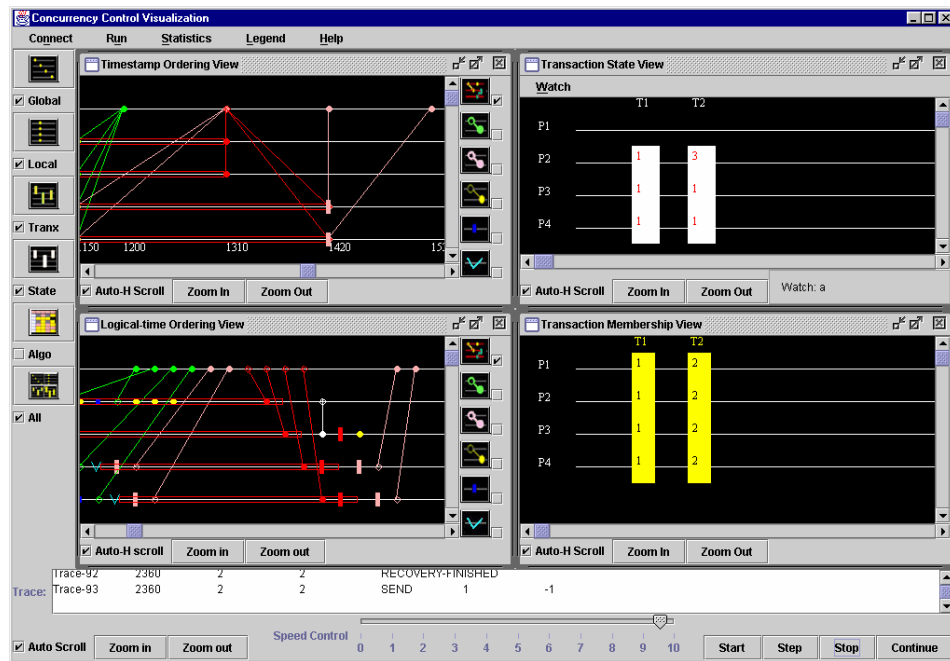 Concurrency Control Visualization
Connect Run Statistics Legend Help
Global
Local
Tranx
State
Algo
All
Timestamp Ordering View
1150 1200 1310 1420
Auto-H Scroll Zoom In Zoom Out
Transaction State View
Watch
T1 T2
P1
P2 1 3
P3 1 1
P4 1 1
Auto-H Scroll Zoom In Zoom Out Watch: a
Logical-time Ordering View
Auto-H scroll Zoom in Zoom out
Transaction Membership View
T1 T2
P1 1 2
P2 1 2
P3 1 2
P4 1 2
Auto-H Scroll Zoom In Zoom Out
Trace-92 2360 2 2 RECOVERY-FINISHED
Trace: Trace-93 2360 2 2 SEND 1 -1
Auto Scroll Zoom in Zoom out Speed Control 0 1 2 3 4 5 6 7 8 9 10 Start Step Stop Continue